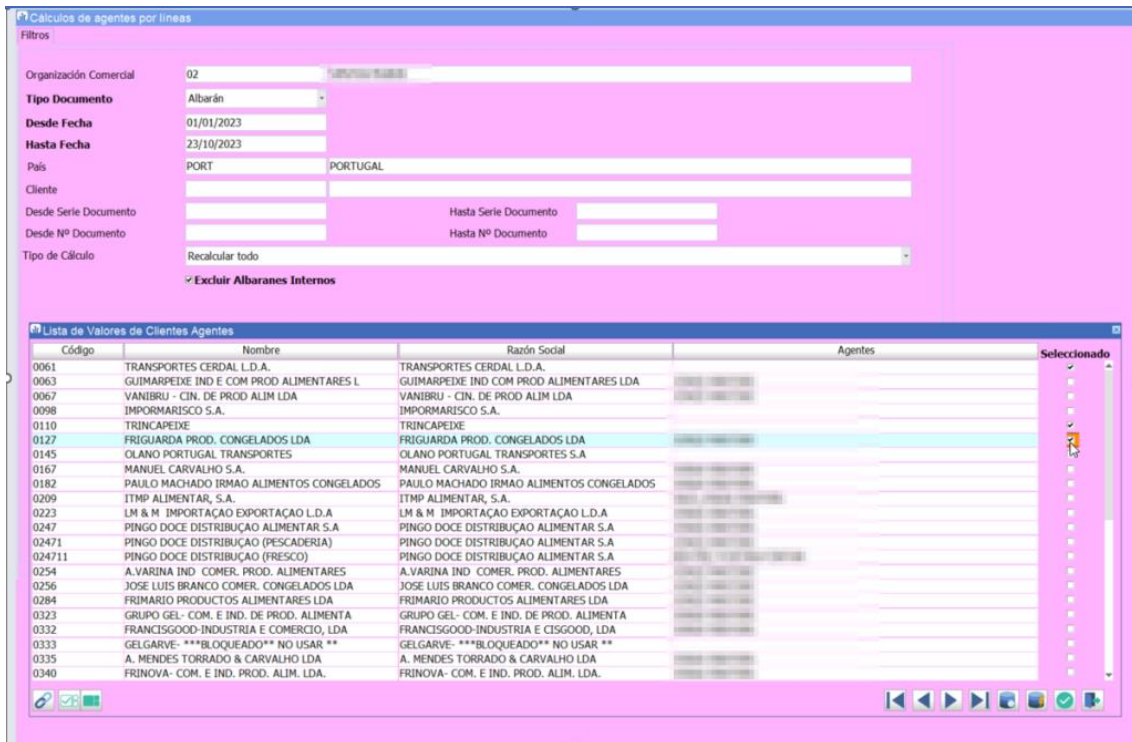 Cálculos de agentes por líneas
Filtros
Organización Comercial 02
Tipo Documento Albarán
Desde Fecha 01/01/2023
Hasta Fecha 23/10/2023
País PORT PORTUGAL
Cliente
Desde Serie Documento Hasta Serie Documento
Desde Nº Documento Hasta Nº Documento
Tipo de Cálculo Recalcular todo
Excluir Albaranes Internos
Lista de Valores de Clientes Agentes
Código Nombre Razón Social Agentes Seleccionado
0061 TRANSPORTES CERDAL L.D.A. TRANSPORTES CERDAL L.D.A.
0063 GUIMARPEIXE IND E COM PROD ALIMENTARES L GUIMARPEIXE IND COM PROD ALIMENTARES LDA
0067 VANIBRU - CIN. DE PROD ALIM LDA VANIBRU - CIN. DE PROD ALIM LDA
0098 IMPORMARISCO S.A. IMPORMARISCO S.A.
0110 TRINCAPEIXE TRINCAPEIXE
0127 FRIGUARDA PROD. CONGELADOS LDA FRIGUARDA PROD. CONGELADOS LDA
0145 OLANO PORTUGAL TRANSPORTES OLANO PORTUGAL TRANSPORTES S.A
0167 MANUEL CARVALHO S.A. MANUEL CARVALHO S.A.
0182 PAULO MACHADO IRMAO ALIMENTOS CONGELADOS PAULO MACHADO IRMAO ALIMENTOS CONGELADOS
0209 ITMP ALIMENTAR, S.A. ITMP ALIMENTAR, S.A.
0223 LM & M IMPORTAÇAO EXPORTAÇAO L.D.A LM & M IMPORTAÇAO EXPORTAÇAO L.D.A
0247 PINGO DOCE DISTRIBUÇAO ALIMENTAR S.A PINGO DOCE DISTRIBUÇAO ALIMENTAR S.A
02471 PINGO DOCE DISTRIBUÇAO (PESCADERIA) PINGO DOCE DISTRIBUÇAO ALIMENTAR S.A
024711 PINGO DOCE DISTRIBUÇAO (FRESCO) PINGO DOCE DISTRIBUÇAO ALIMENTAR S.A
0254 A.VARINA IND COMER. PROD. ALIMENTARES A.VARINA IND COMER. PROD. ALIMENTARES
0256 JOSE LUIS BRANCO COMER. CONGELADOS LDA JOSE LUIS BRANCO COMER. CONGELADOS LDA
0284 FRIMARIO PRODUCTOS ALIMENTARES LDA FRIMARIO PRODUCTOS ALIMENTARES LDA
0323 GRUPO GEL- COM. E IND. DE PROD. ALIMENTA GRUPO GEL- COM. E IND. DE PROD. ALIMENTA
0332 FRANCISGOOD-INDUSTRIA E COMERCIO, LDA FRANCISGOOD-INDUSTRIA E CISGOOD, LDA
0333 GELGARVE- ***BLOQUEADO** NO USAR ** GELGARVE- ***BLOQUEADO** NO USAR **
0335 A. MENDES TORRADO & CARVALHO LDA A. MENDES TORRADO & CARVALHO LDA
0340 FRINOVA- COM. E IND. PROD. ALIM. LDA. FRINOVA- COM. E IND. PROD. ALIM. LDA.